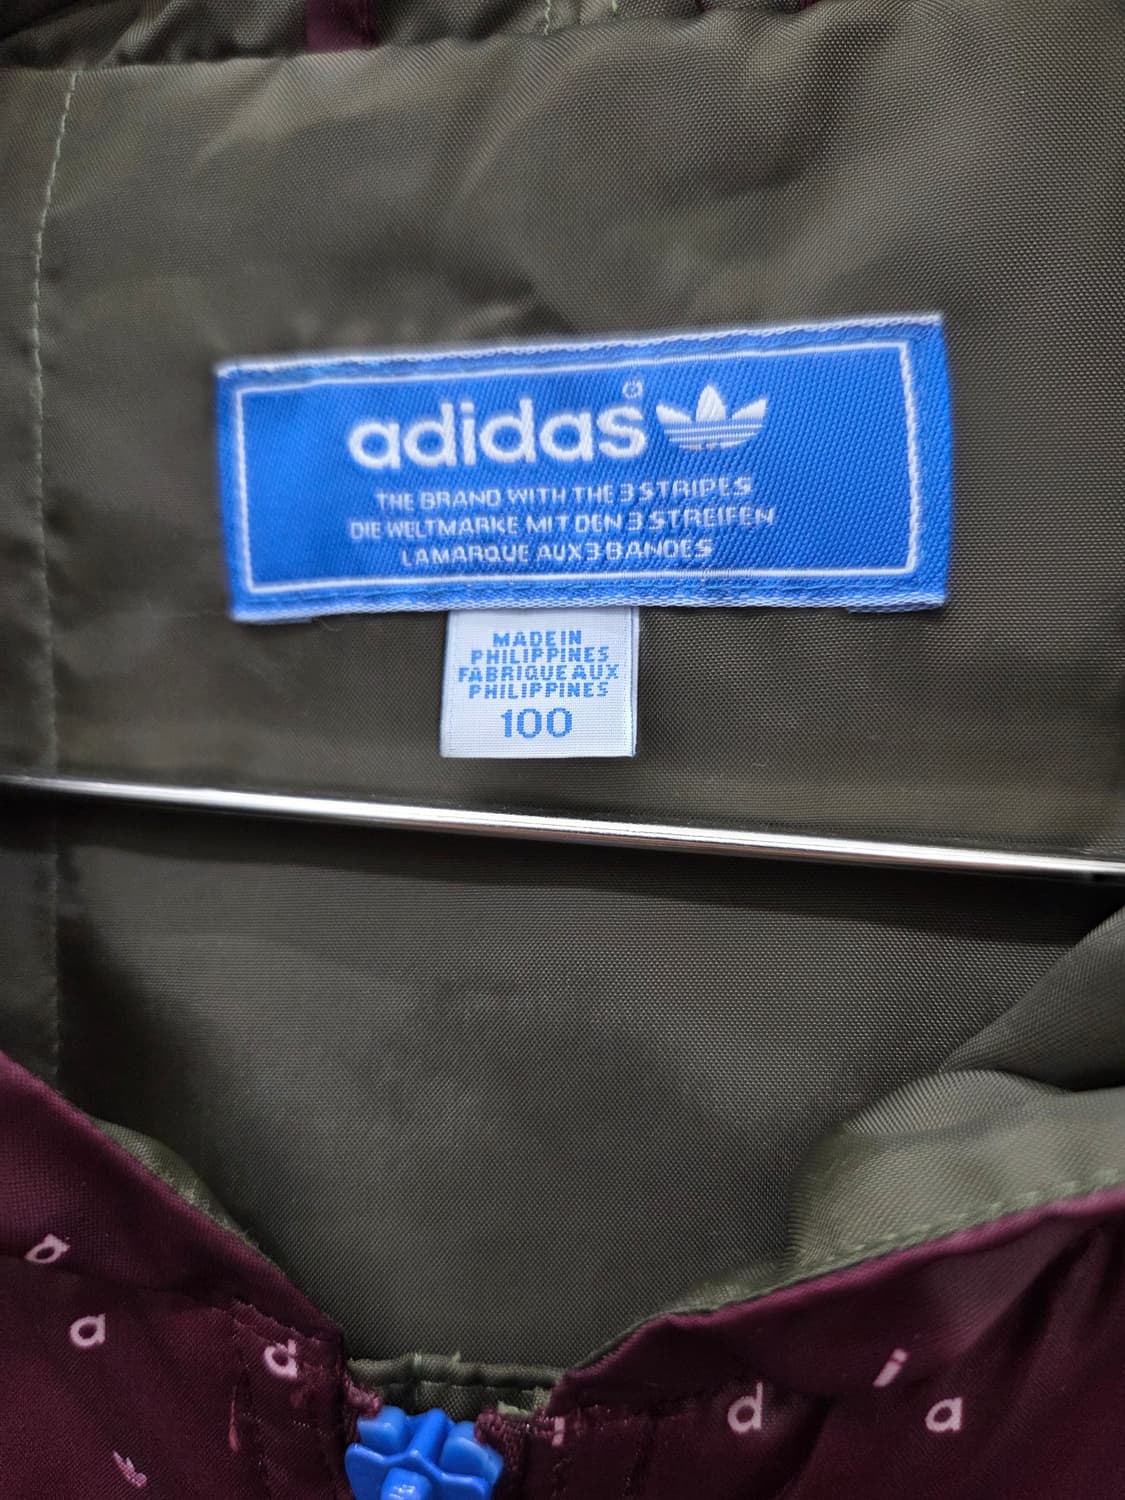 adidas
THE BRAND WITH THE 3 STRIPES
DIE WELTMARKE MIT DEN 3 STREIFEN
LA MARQUE AUX 3 BANDES
MADE IN
PHILIPPINES
FABRIQUE AUX
PHILIPPINES
100
a
a
d
i
d
a